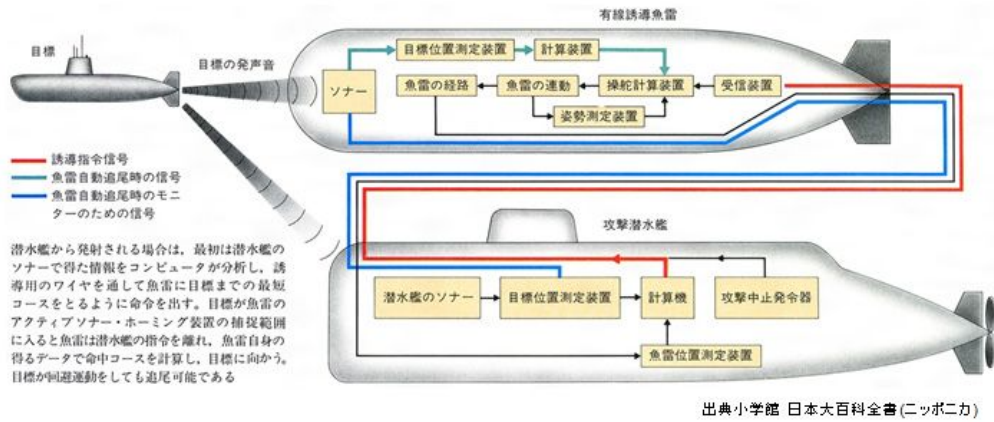 有線誘導魚雷
目標
目標の発声音
ソナー
目標位置測定装置
計算装置
魚雷の経路
魚雷の運動
操舵計算装置
受信装置
姿勢測定装置
誘導指令信号
魚雷自動追尾時の信号
魚雷自動追尾時のモニ
ターのための信号
攻撃潜水艦
潜水艦のソナー
目標位置測定装置
計算機
攻撃中止発令器
魚雷位置測定装置
潜水艦から発射される場合は，最初は潜水艦の
ソナーで得た情報をコンピュータが分析し，誘
導用のワイヤを通して魚雷に目標までの最短
コースをとるように命令を出す。目標が魚雷の
アクティブソナー・ホーミング装置の捕捉範囲
に入ると魚雷は潜水艦の指令を離れ，魚雷自身の
得るデータで命中コースを計算し，目標に向かう。
目標が回避運動をしても追尾可能である
出典小学館 日本大百科全書(ニッポニカ)